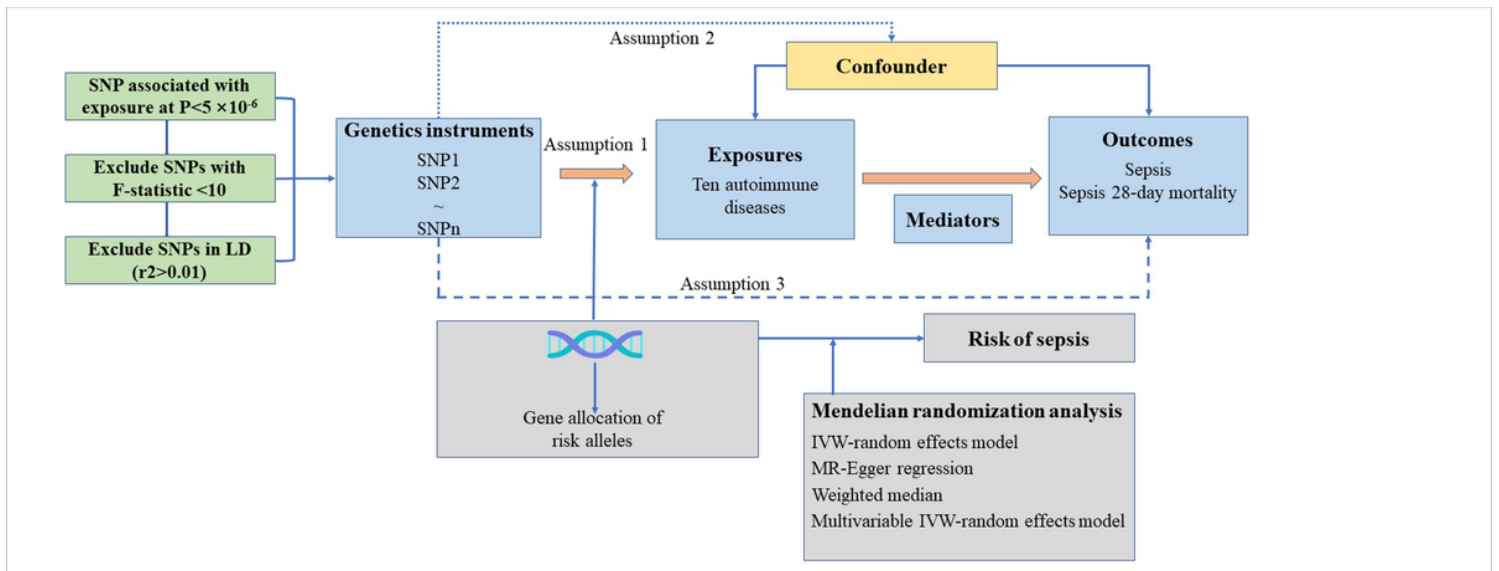 Assumption 2
Confounder
SNP associated with
exposure at P<5 ×10⁻⁶
Exclude SNPs with
F-statistic <10
Exclude SNPs in LD
(r2>0.01)
Genetics instruments
SNP1
SNP2
~
SNPn
Assumption 1
Exposures
Ten autoimmune
diseases
Mediators
Outcomes
Sepsis
Sepsis 28-day mortality
Assumption 3
Gene allocation of
risk alleles
Risk of sepsis
Mendelian randomization analysis
IVW-random effects model
MR-Egger regression
Weighted median
Multivariable IVW-random effects model